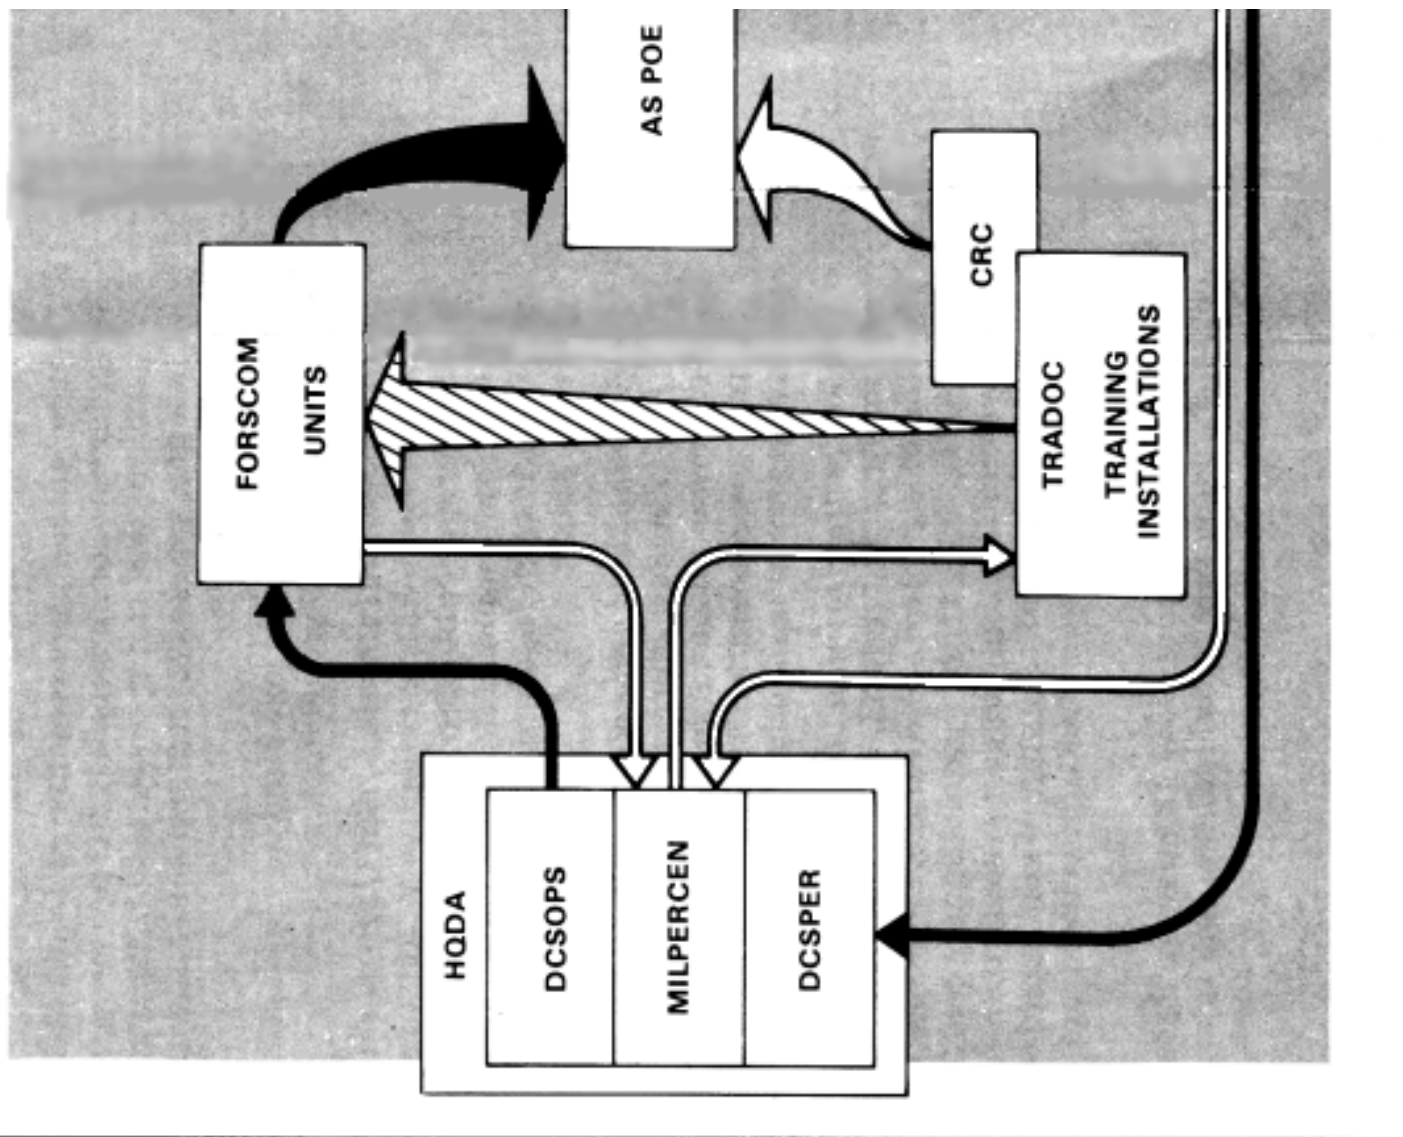 AS POE
CRC
FORSCOM
UNITS
TRADOC
TRAINING
INSTALLATIONS
HQDA
DCSOPS
MILPERCEN
DCSPER